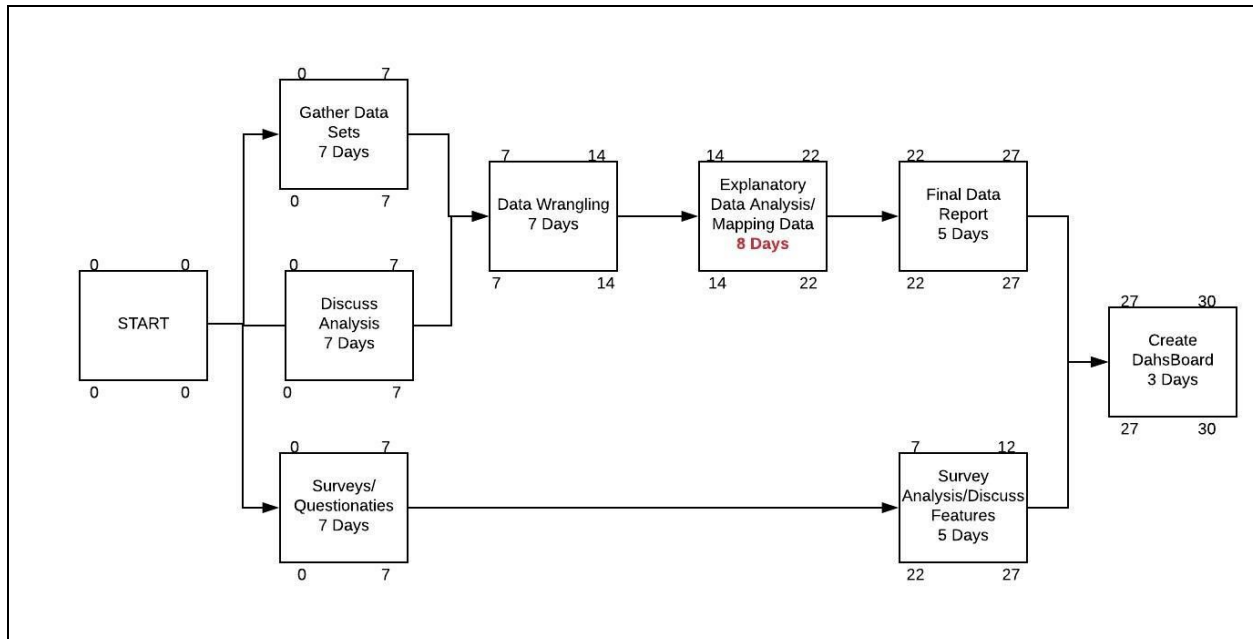 0 7
Gather Data
Sets
7 Days
0 7
7 14
Data Wrangling
7 Days
7 14
14 22
Explanatory
Data Analysis/
Mapping Data
8 Days
14 22
22 27
Final Data
Report
5 Days
22 27
0 0
START
0 0
0 7
Discuss
Analysis
7 Days
0 7
27 30
Create
DahsBoard
3 Days
27 30
0 7
Surveys/
Questionaties
7 Days
0 7
7 12
Survey
Analysis/Discuss
Features
5 Days
22 27